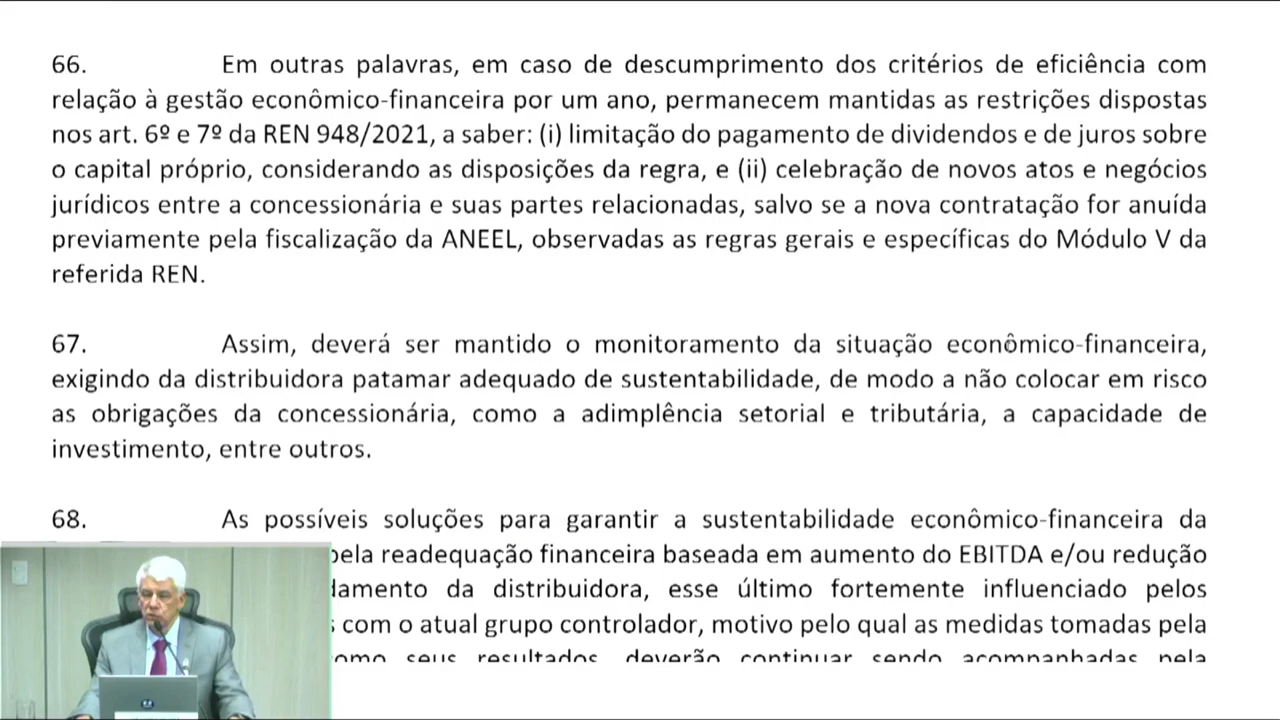 66. Em outras palavras, em caso de descumprimento dos critérios de eficiência com
relação à gestão econômico-financeira por um ano, permanecem mantidas as restrições dispostas
nos art. 6º e 7º da REN 948/2021, a saber: (i) limitação do pagamento de dividendos e de juros sobre
o capital próprio, considerando as disposições da regra, e (ii) celebração de novos atos e negócios
jurídicos entre a concessionária e suas partes relacionadas, salvo se a nova contratação for anuída
previamente pela fiscalização da ANEEL, observadas as regras gerais e específicas do Módulo V da
referida REN.
67. Assim, deverá ser mantido o monitoramento da situação econômico-financeira,
exigindo da distribuidora patamar adequado de sustentabilidade, de modo a não colocar em risco
as obrigações da concessionária, como a adimplência setorial e tributária, a capacidade de
investimento, entre outros.
68. As possíveis soluções para garantir a sustentabilidade econômico-financeira da
pela readequação financeira baseada em aumento do EBITDA e/ou redução
da distribuidora, esse último fortemente influenciado pelos
com o atual grupo controlador, motivo pelo qual as medidas tomadas pela
como seus resultados, deverão continuar sendo acompanhadas pela